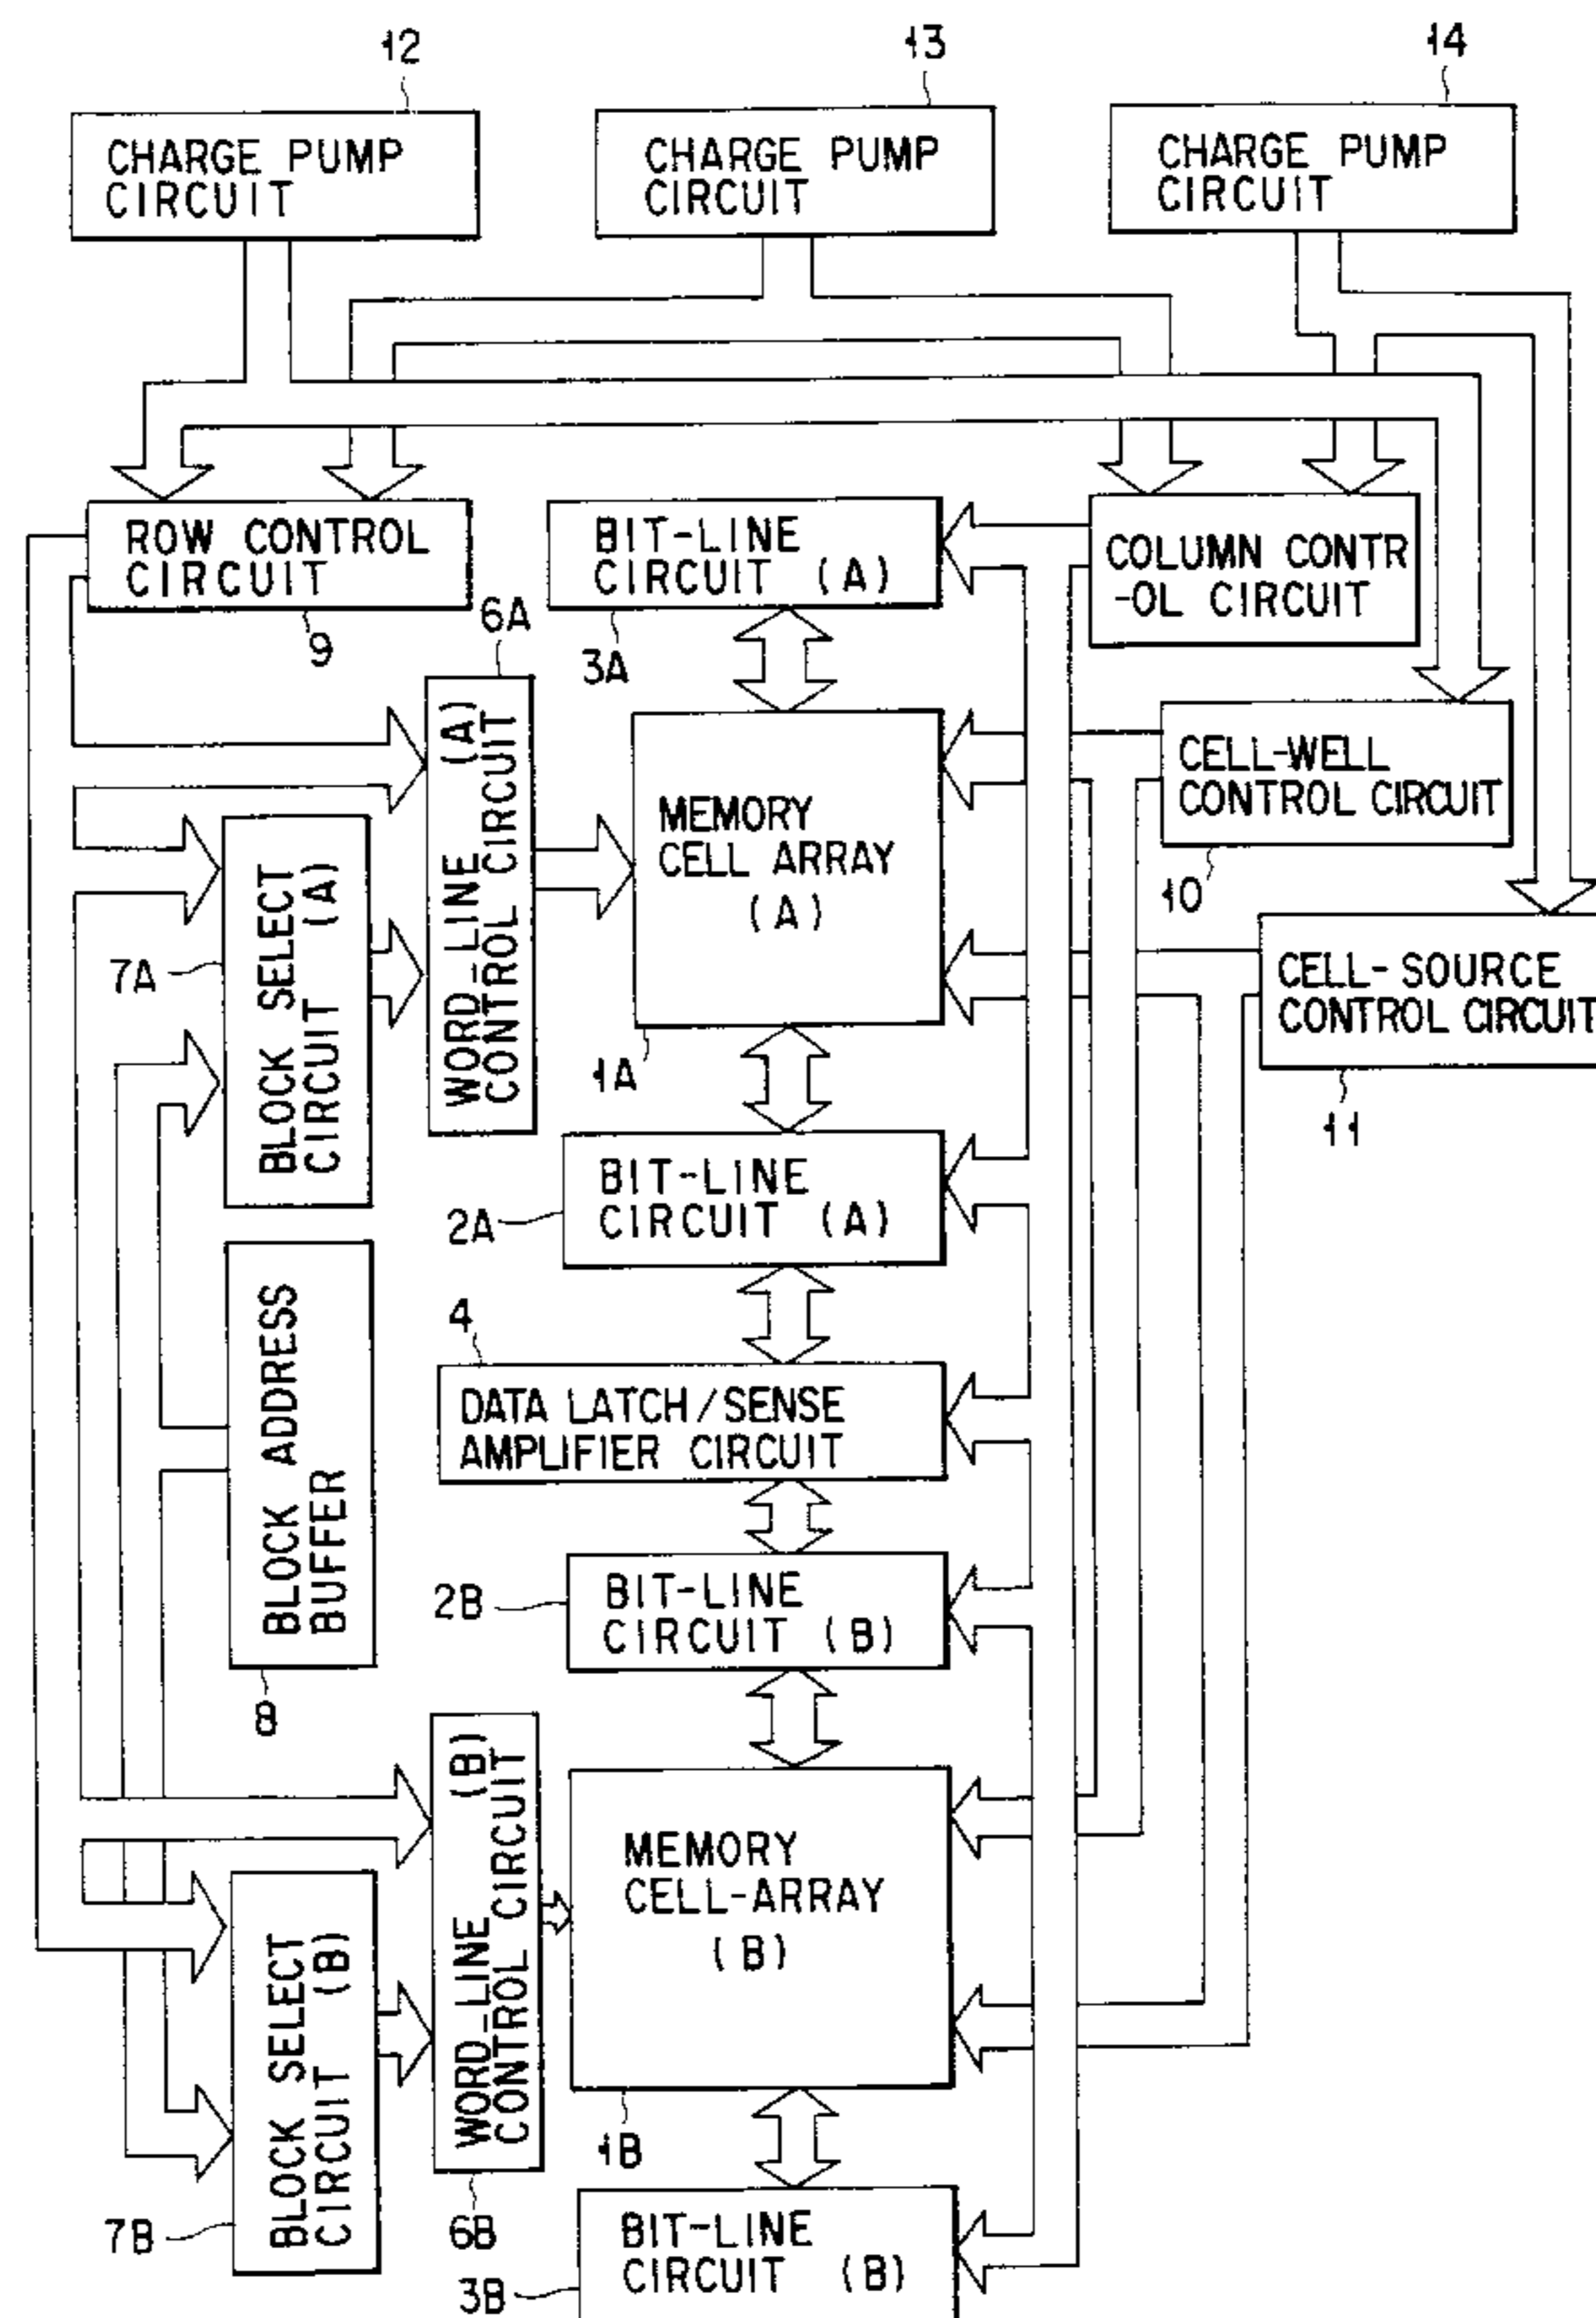 12
13
14
CHARGE PUMP
CIRCUIT
CHARGE PUMP
CIRCUIT
CHARGE PUMP
CIRCUIT
ROW CONTROL
CIRCUIT
9
BIT-LINE
CIRCUIT (A)
3A
COLUMN CONTR
-OL CIRCUIT
6A
WORD-LINE (A)
CONTROL CIRCUIT
MEMORY
CELL ARRAY
(A)
1A
CELL-WELL
CONTROL CIRCUIT
10
7A
BLOCK SELECT
CIRCUIT (A)
CELL-SOURCE
CONTROL CIRCUIT
11
2A
BIT-LINE
CIRCUIT (A)
4
DATA LATCH/SENSE
AMPLIFIER CIRCUIT
BLOCK ADDRESS
BUFFER
8
2B
BIT-LINE
CIRCUIT (B)
WORD-LINE (B)
CONTROL CIRCUIT
6B
MEMORY
CELL-ARRAY
(B)
1B
BLOCK SELECT
CIRCUIT (B)
7B
BIT-LINE
CIRCUIT (B)
3B